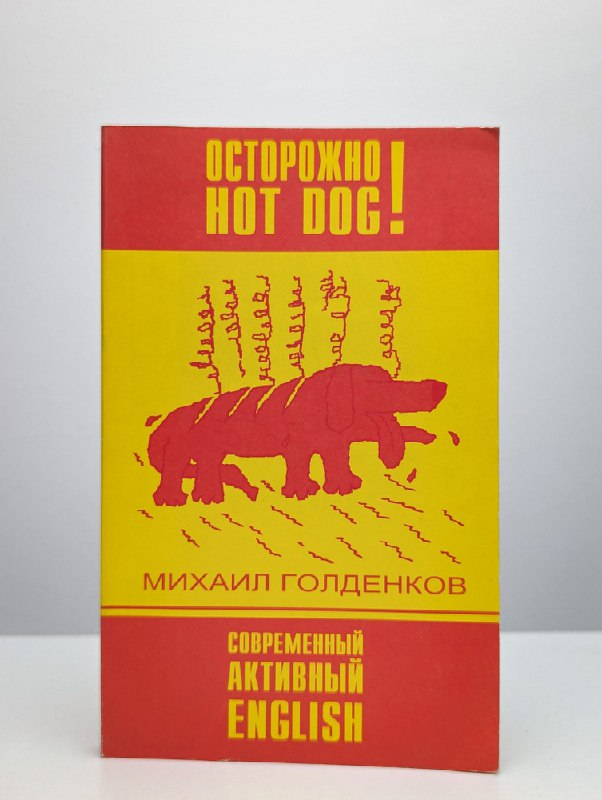 ОСТОРОЖНО
HOT DOG!
МИХАИЛ ГОЛДЕНКОВ
СОВРЕМЕННЫЙ
АКТИВНЫЙ
ENGLISH